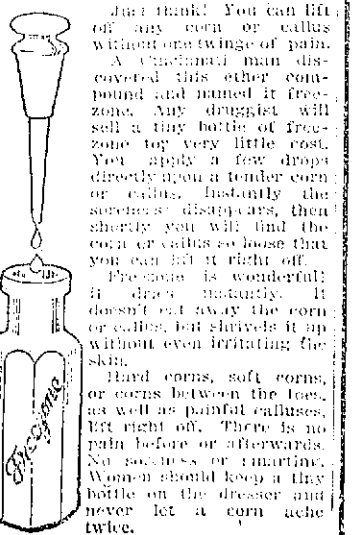 Just think! You can lift
off any corn or callus
without one twinge of pain.
A Cincinnati man dis-
covered this ether com-
pound and named it free-
zone. Any druggist will
sell a tiny bottle of free-
zone for very little cost.
You apply a few drops
directly upon a tender corn
or callus. Instantly the
soreness disappears, then
shortly you will find the
corn or callus so loose that
you can lift it right off.
Freezone is wonderful!
It dries instantly. It
doesn't eat away the corn
or callus, but shrivels it up
without even irritating the
skin.
Hard corns, soft corns,
or corns between the toes,
as well as painful calluses,
lift right off. There is no
pain before or afterwards.
No soreness or smarting.
Women should keep a tiny
bottle on the dresser and
never let a corn ache
twice.
Freezone